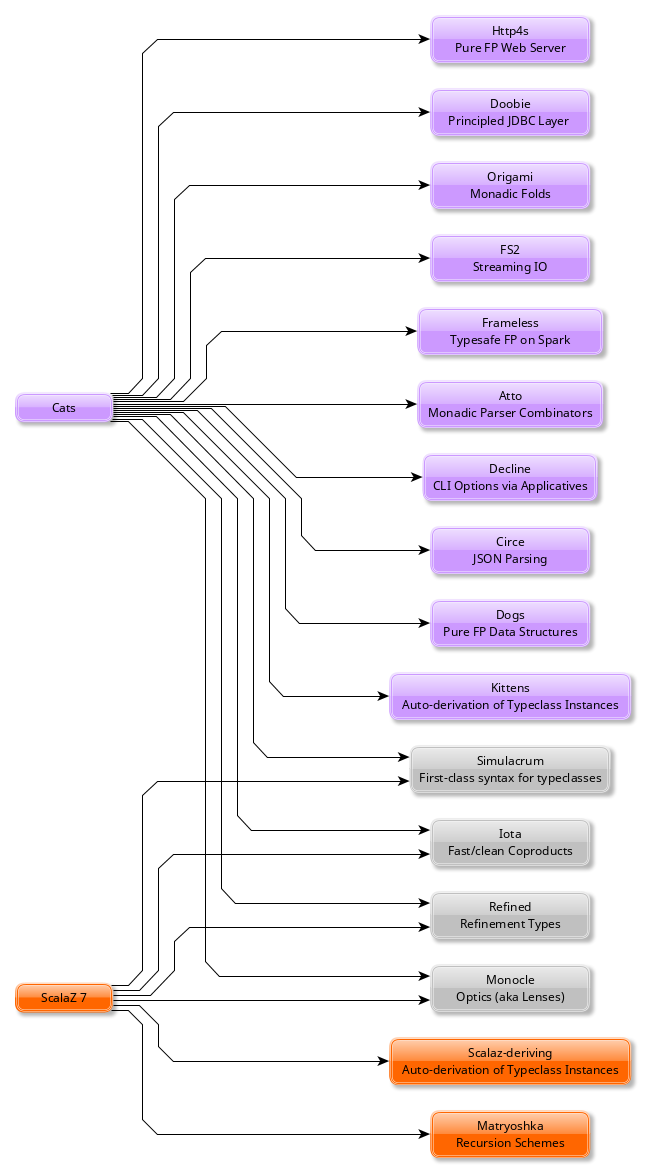 Http4s
Pure FP Web Server
Doobie
Principled JDBC Layer
Origami
Monadic Folds
FS2
Streaming IO
Frameless
Typesafe FP on Spark
Cats
Atto
Monadic Parser Combinators
Decline
CLI Options via Applicatives
Circe
JSON Parsing
Dogs
Pure FP Data Structures
Kittens
Auto-derivation of Typeclass Instances
Simulacrum
First-class syntax for typeclasses
Iota
Fast/clean Coproducts
Refined
Refinement Types
ScalaZ 7
Monocle
Optics (aka Lenses)
Scalaz-deriving
Auto-derivation of Typeclass Instances
Matryoshka
Recursion Schemes